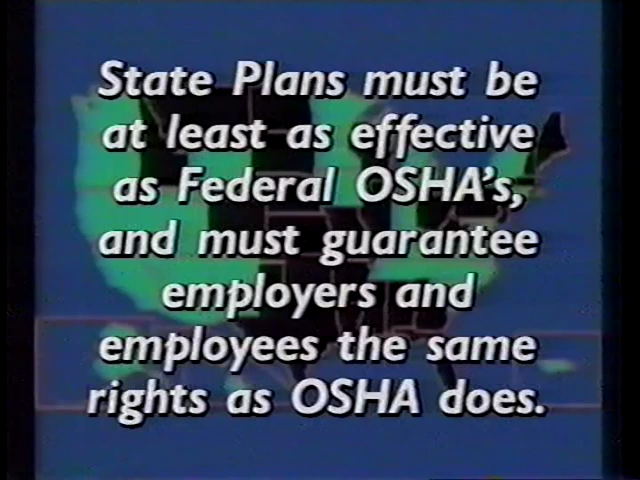 State Plans must be
at least as effective
as Federal OSHA's,
and must guarantee
employers and
employees the same
rights as OSHA does.